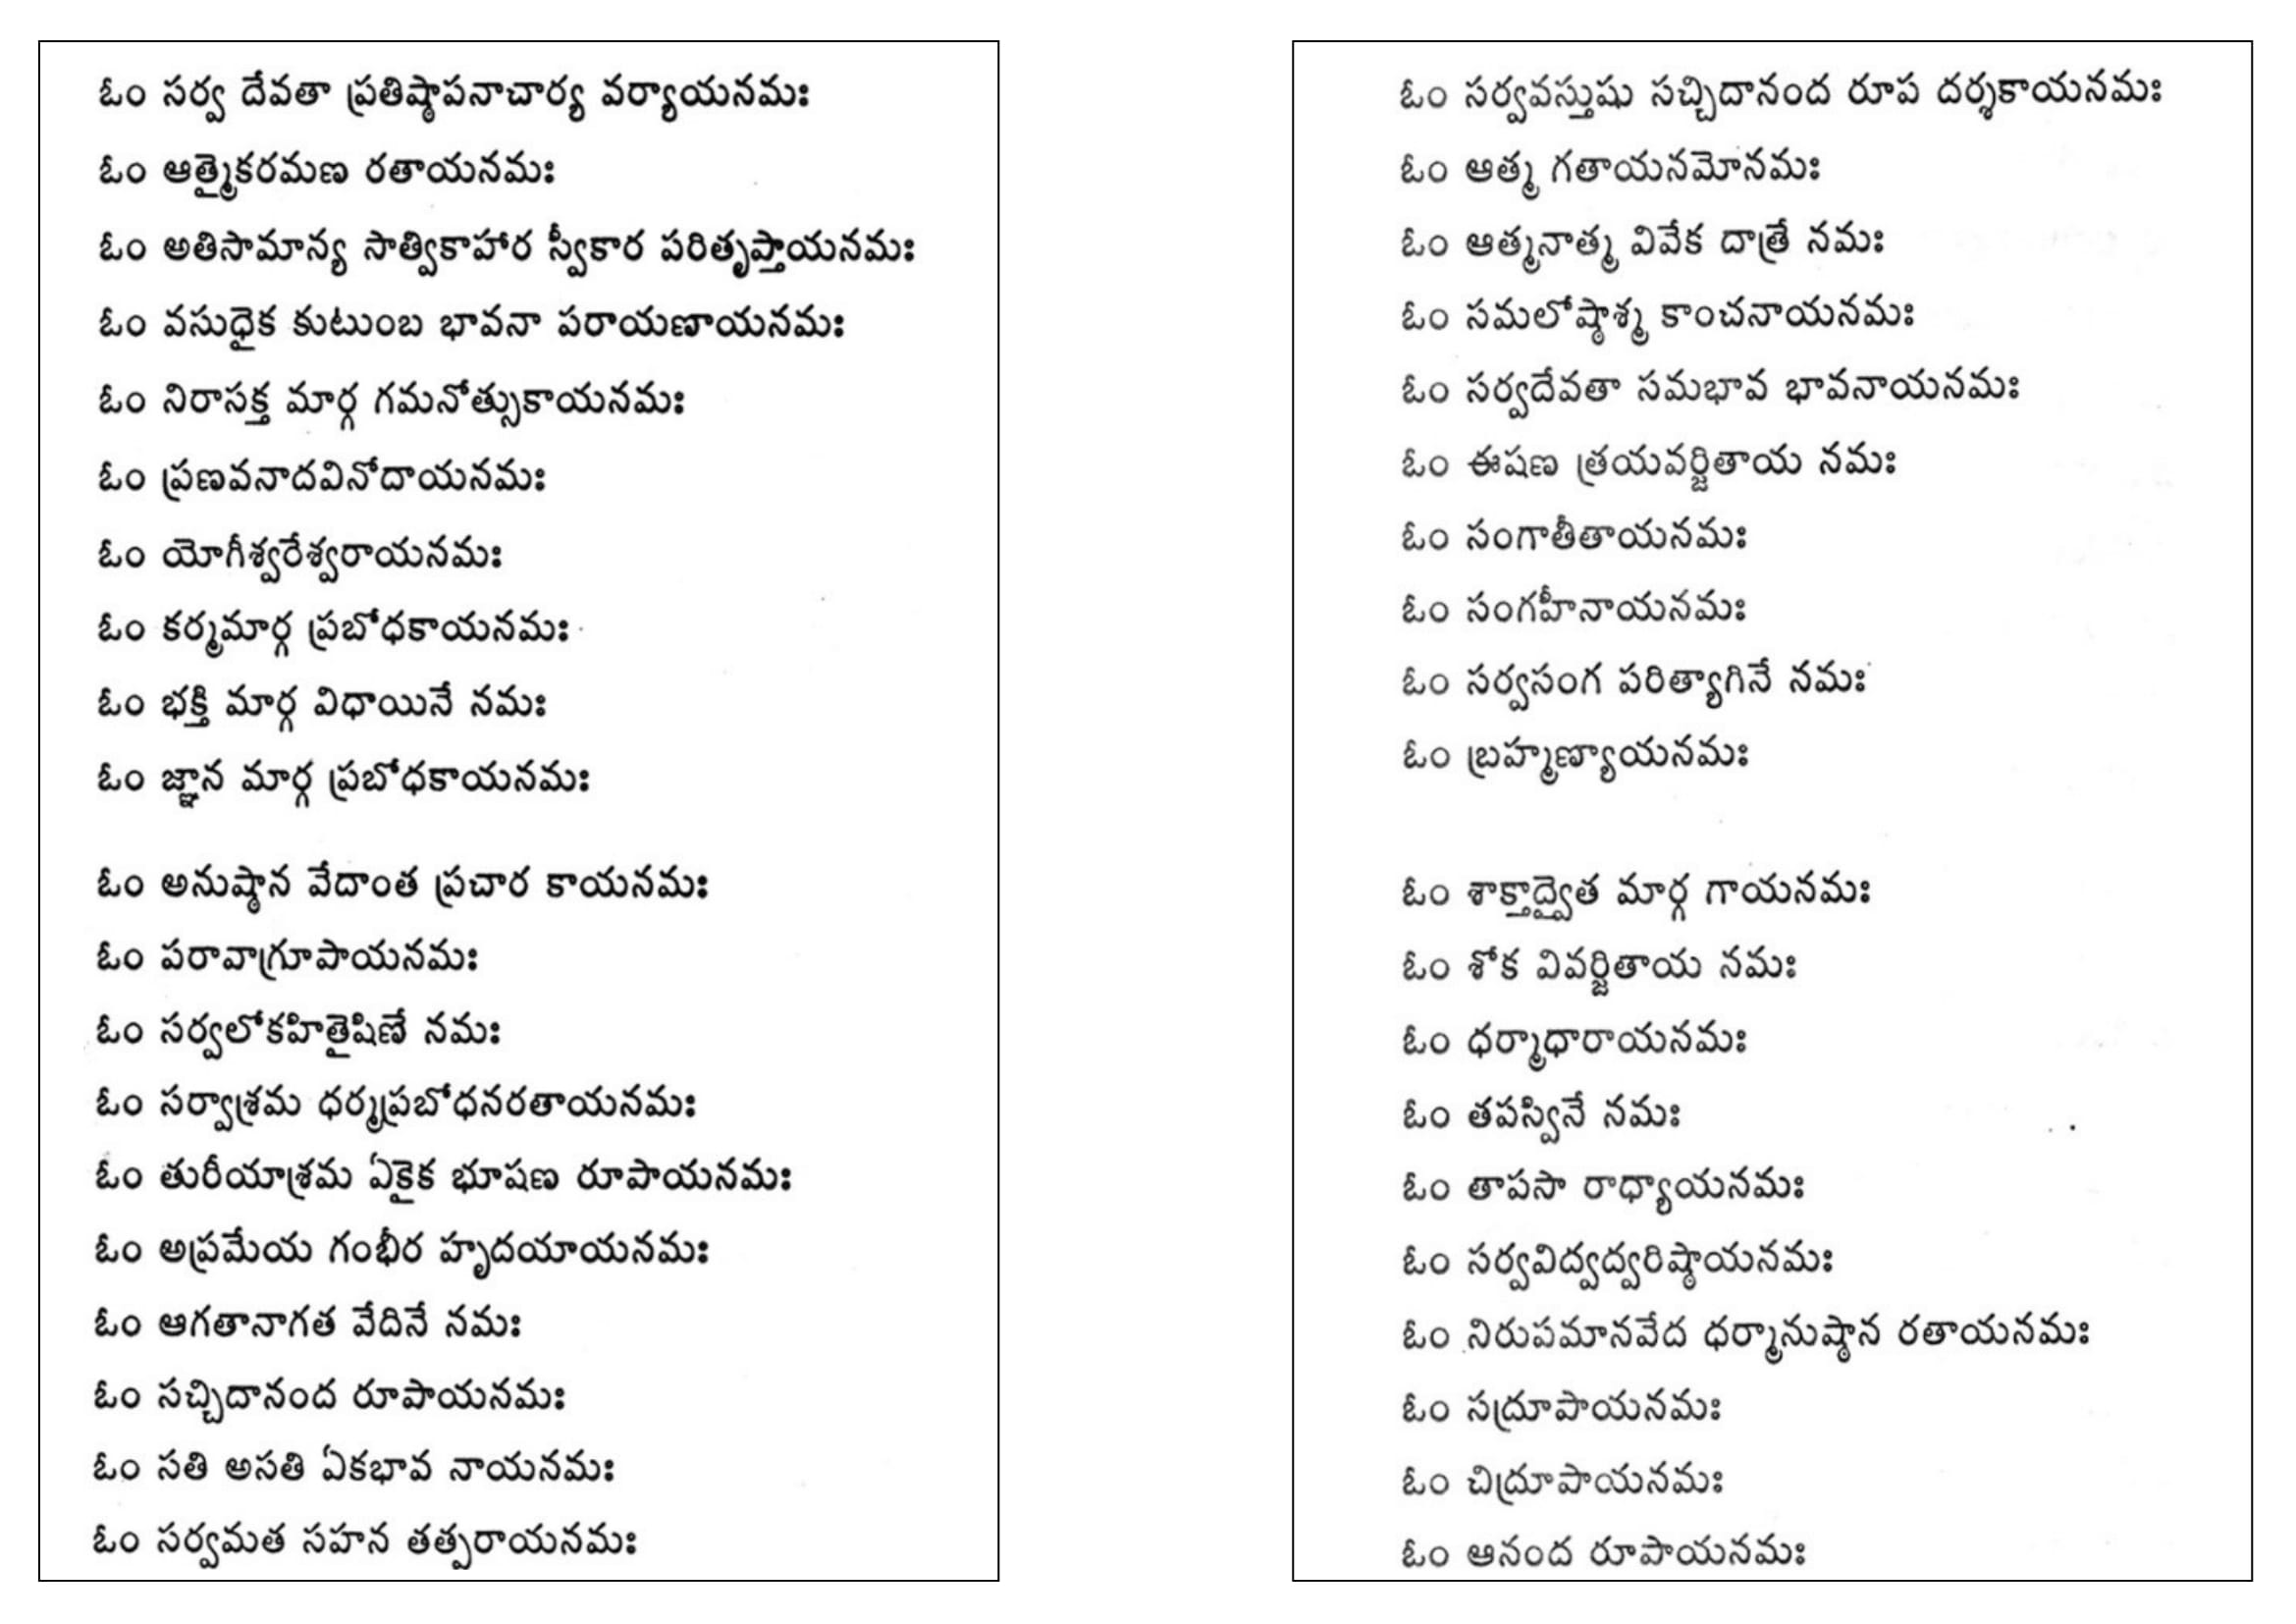 ఓం సర్వ దేవతా ప్రతిష్ఠాపనాచార్య వర్యాయనమః
ఓం ఆత్మైకరమణ రతాయనమః
ఓం అతిసామాన్య సాత్వికాహార స్వీకార పరితృప్తాయనమః
ఓం వసుధైక కుటుంబ భావనా పరాయణాయనమః
ఓం నిరాసక్త మార్గ గమనోత్సుకాయనమః
ఓం ప్రణవనాదవినోదాయనమః
ఓం యోగీశ్వరేశ్వరాయనమః
ఓం కర్మమార్గ ప్రబోధకాయనమః
ఓం భక్తి మార్గ విధాయినే నమః
ఓం జ్ఞాన మార్గ ప్రబోధకాయనమః
ఓం అనుష్ఠాన వేదాంత ప్రచార కాయనమః
ఓం పరావాగ్రూపాయనమః
ఓం సర్వలోకహితైషిణే నమః
ఓం సర్వాశ్రమ ధర్మప్రబోధనరతాయనమః
ఓం తురీయాశ్రమ ఏకైక భూషణ రూపాయనమః
ఓం అప్రమేయ గంభీర హృదయాయనమః
ఓం ఆగతానాగత వేదినే నమః
ఓం సచ్చిదానంద రూపాయనమః
ఓం సతి అసతి ఏకభావ నాయనమః
ఓం సర్వమత సహన తత్పరాయనమః
ఓం సర్వవస్తుషు సచ్చిదానంద రూప దర్శకాయనమః
ఓం ఆత్మ గతాయనమోనమః
ఓం ఆత్మనాత్మ వివేక దాత్రే నమః
ఓం సమలోష్ఠాశ్మ కాంచనాయనమః
ఓం సర్వదేవతా సమభావ భావనాయనమః
ఓం ఈషణ త్రయవర్జితాయ నమః
ఓం సంగాతీతాయనమః
ఓం సంగహీనాయనమః
ఓం సర్వసంగ పరిత్యాగినే నమః
ఓం బ్రహ్మణ్యాయనమః
ఓం శాక్తాద్వైత మార్గ గాయనమః
ఓం శోక వివర్జితాయ నమః
ఓం ధర్మాధారాయనమః
ఓం తపస్వినే నమః
ఓం తాపసా రాధ్యాయనమః
ఓం సర్వవిద్వద్వరిష్ఠాయనమః
ఓం నిరుపమానవేద ధర్మానుష్ఠాన రతాయనమః
ఓం సద్రూపాయనమః
ఓం చిద్రూపాయనమః
ఓం ఆనంద రూపాయనమః